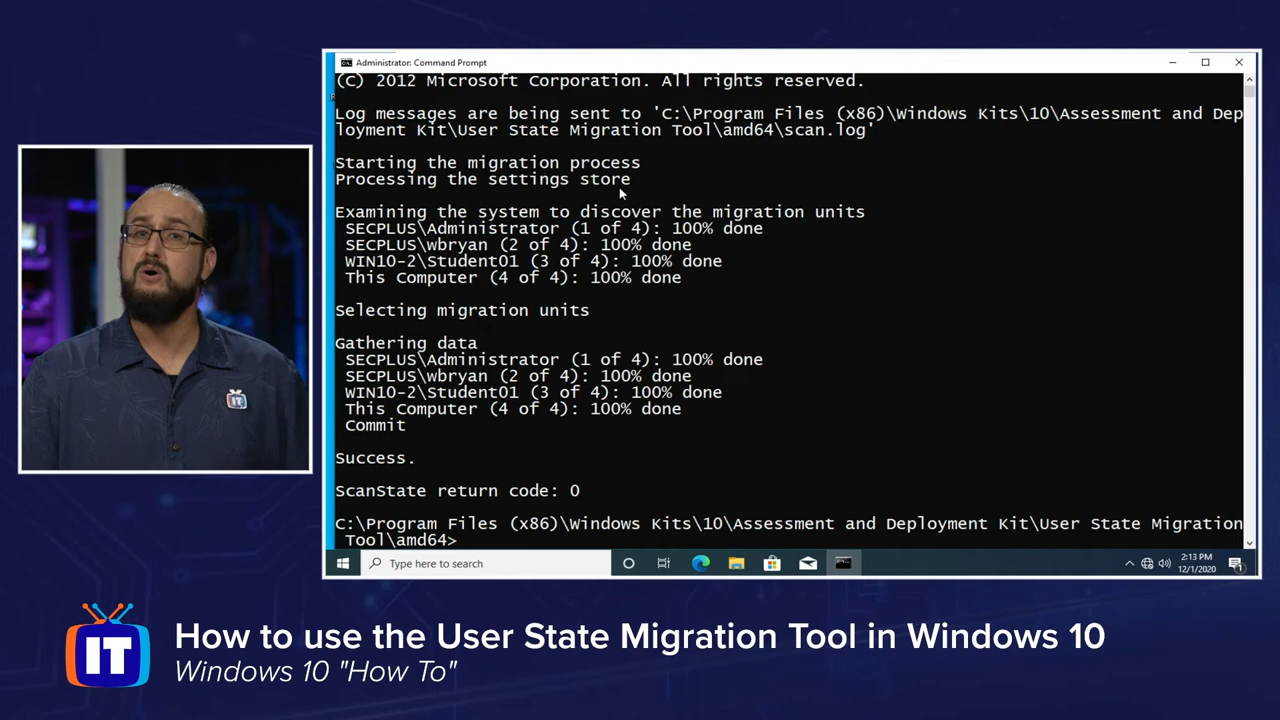 Administrator: Command Prompt
(C) 2012 Microsoft Corporation. All rights reserved.
Log messages are being sent to 'C:\Program Files (x86)\Windows Kits\10\Assessment and Dep
loyment Kit\User State Migration Tool\amd64\scan.log'
Starting the migration process
Processing the settings store
Examining the system to discover the migration units
SECPLUS\Administrator (1 of 4): 100% done
SECPLUS\wbryan (2 of 4): 100% done
WIN10-2\Student01 (3 of 4): 100% done
This Computer (4 of 4): 100% done
Selecting migration units
Gathering data
SECPLUS\Administrator (1 of 4): 100% done
SECPLUS\wbryan (2 of 4): 100% done
WIN10-2\Student01 (3 of 4): 100% done
This Computer (4 of 4): 100% done
Commit
Success.
ScanState return code: 0
C:\Program Files (x86)\Windows Kits\10\Assessment and Deployment Kit\User State Migration
Tool\amd64>
Type here to search
2:13 PM
12/1/2020
1
IT
IT
How to use the User State Migration Tool in Windows 10
Windows 10 "How To"